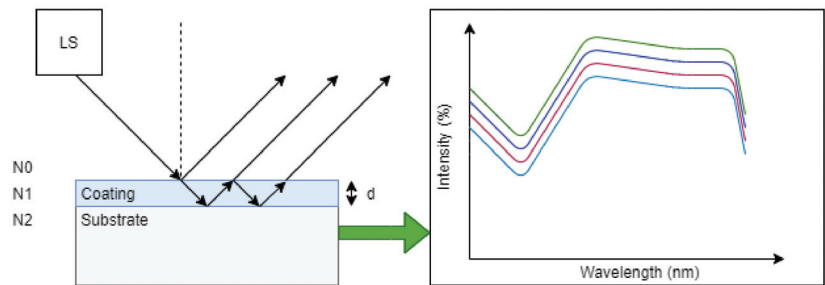 LS
N0
N1
N2
Coating
Substrate
d
Intensity (%)
Wavelength (nm)